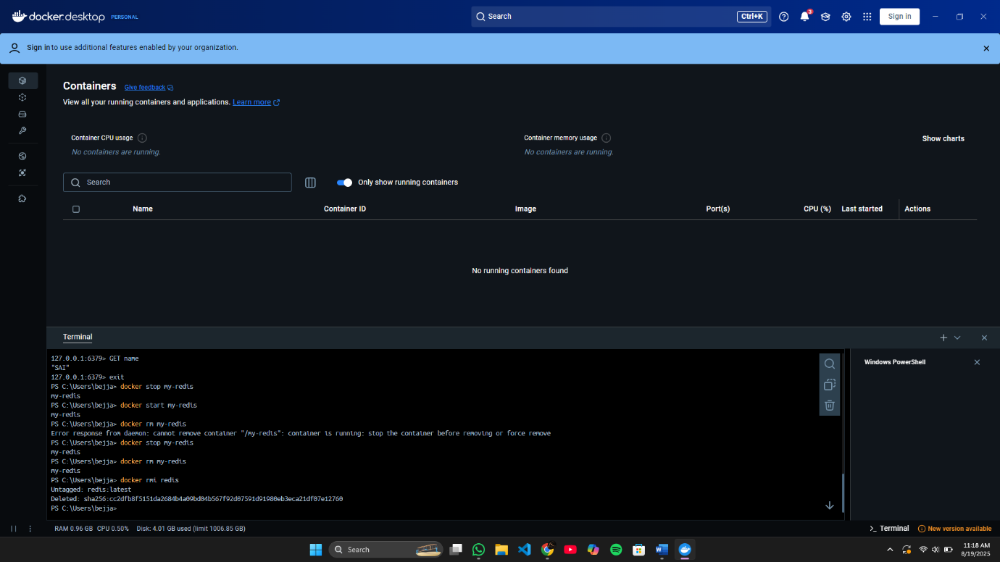 docker.desktop PERSONAL
Search Ctrl+K
3
Sign in
Sign in to use additional features enabled by your organization.
Containers Give feedback
View all your running containers and applications. Learn more
Container CPU usage
No containers are running.
Container memory usage
No containers are running.
Show charts
Search
Only show running containers
Name Container ID Image Port(s) CPU (%) Last started Actions
No running containers found
Terminal
127.0.0.1:6379> GET name
"SAI"
127.0.0.1:6379> exit
PS C:\Users\bejja> docker stop my-redis
my-redis
PS C:\Users\bejja> docker start my-redis
my-redis
PS C:\Users\bejja> docker rm my-redis
Error response from daemon: cannot remove container "/my-redis": container is running: stop the container before removing or force remove
PS C:\Users\bejja> docker stop my-redis
my-redis
PS C:\Users\bejja> docker rm my-redis
my-redis
PS C:\Users\bejja> docker rmi redis
Untagged: redis:latest
Deleted: sha256:cc2dfb8f5151da2684b4a09bd04b567f92d07591d91980eb3eca21df07e12760
PS C:\Users\bejja>
Windows PowerShell
RAM 0.96 GB CPU 0.50% Disk: 4.01 GB used (limit 1006.85 GB)
>_ Terminal
New version available
Search
11:18 AM
8/19/2025